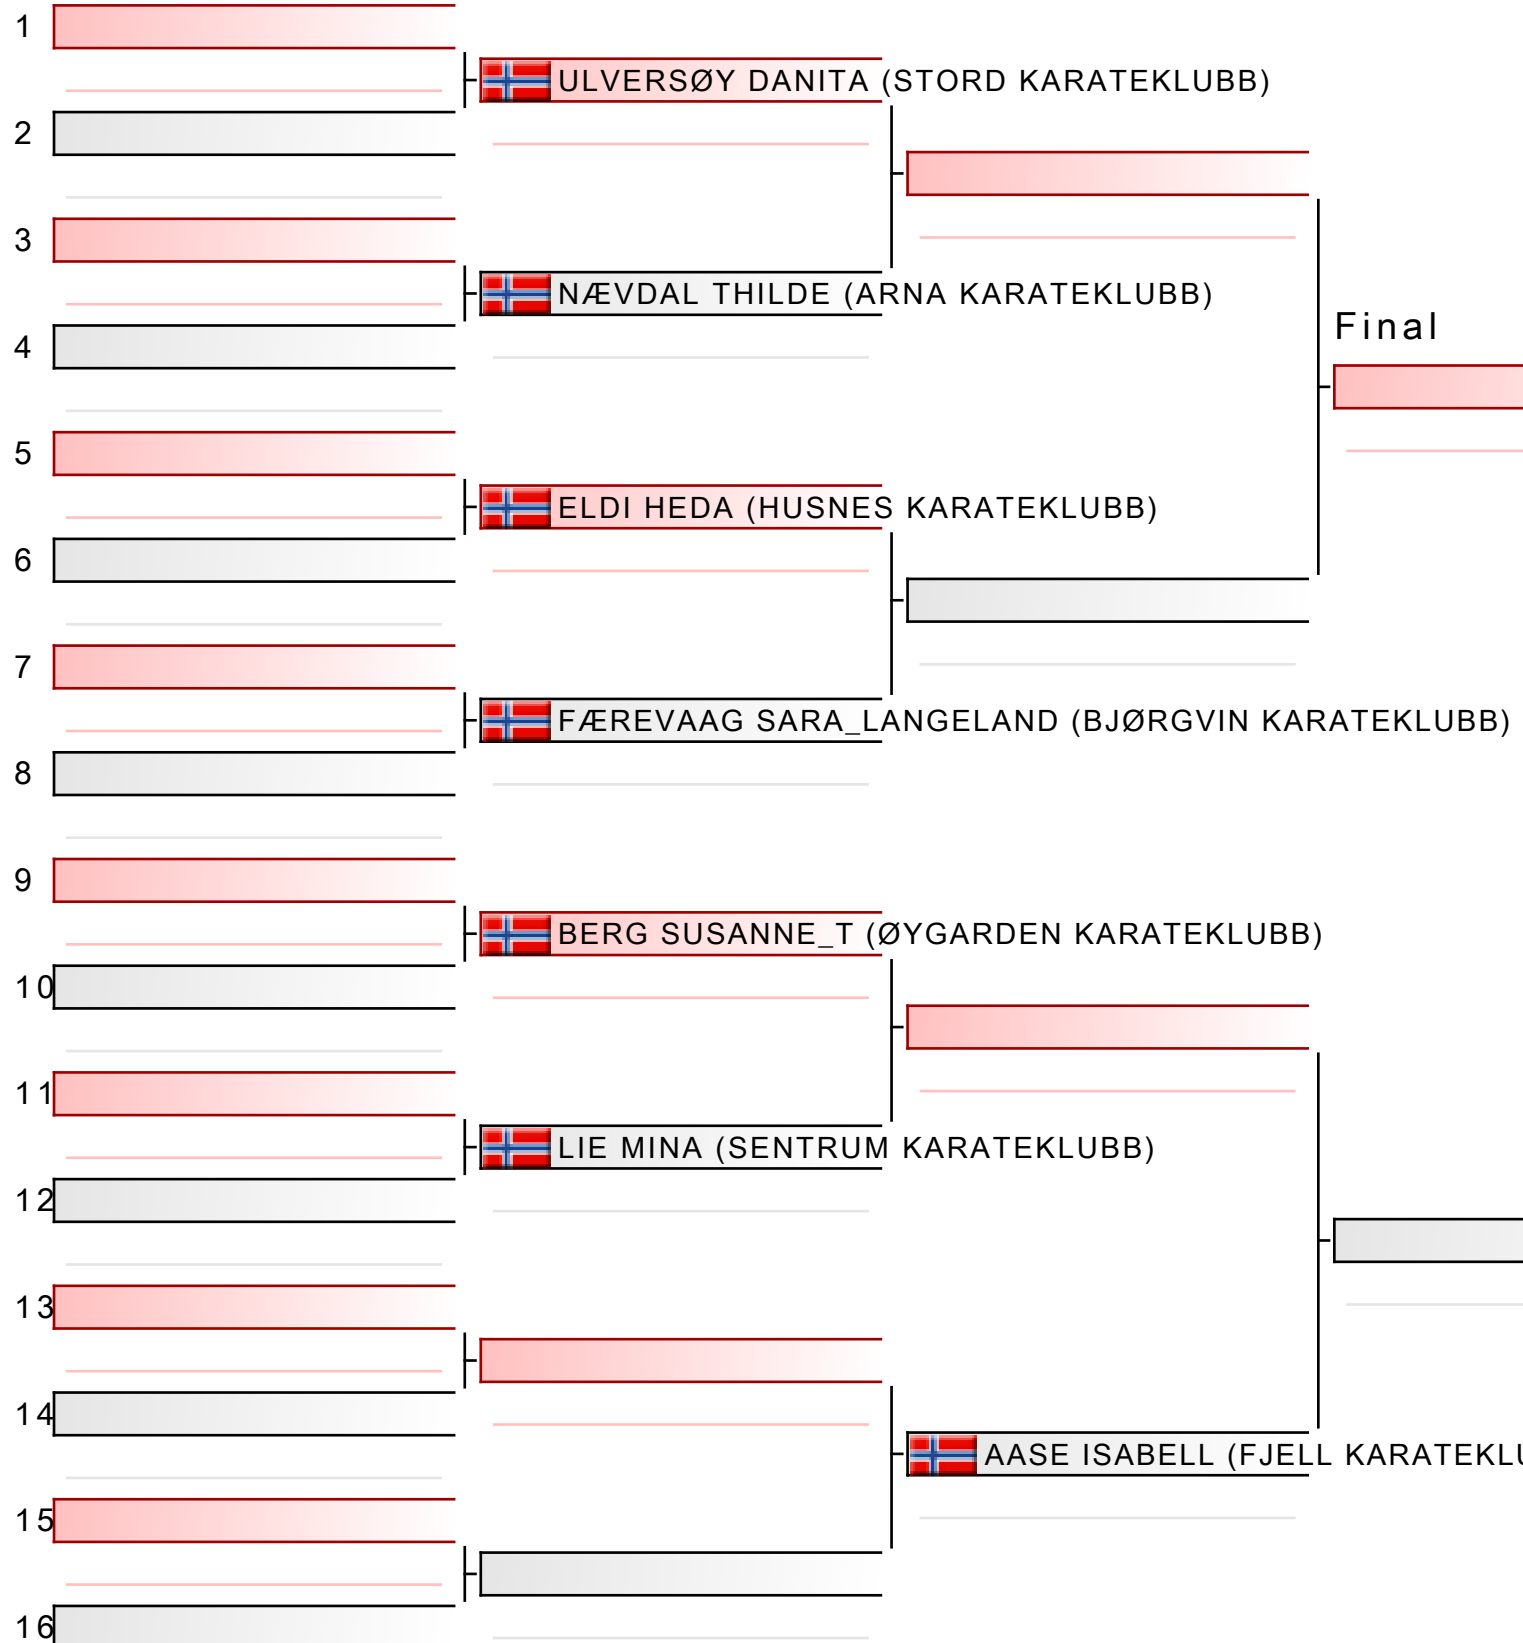 1
ULVERSØY DANITA (STORD KARATEKLUBB)
2
3
NÆVDAL THILDE (ARNA KARATEKLUBB)
Final
4
5
ELDI HEDA (HUSNES KARATEKLUBB)
6
7
FÆREVAAG SARA_LANGELAND (BJØRGVIN KARATEKLUBB)
8
9
BERG SUSANNE_T (ØYGARDEN KARATEKLUBB)
10
11
LIE MINA (SENTRUM KARATEKLUBB)
12
13
14
AASE ISABELL (FJELL
15
16